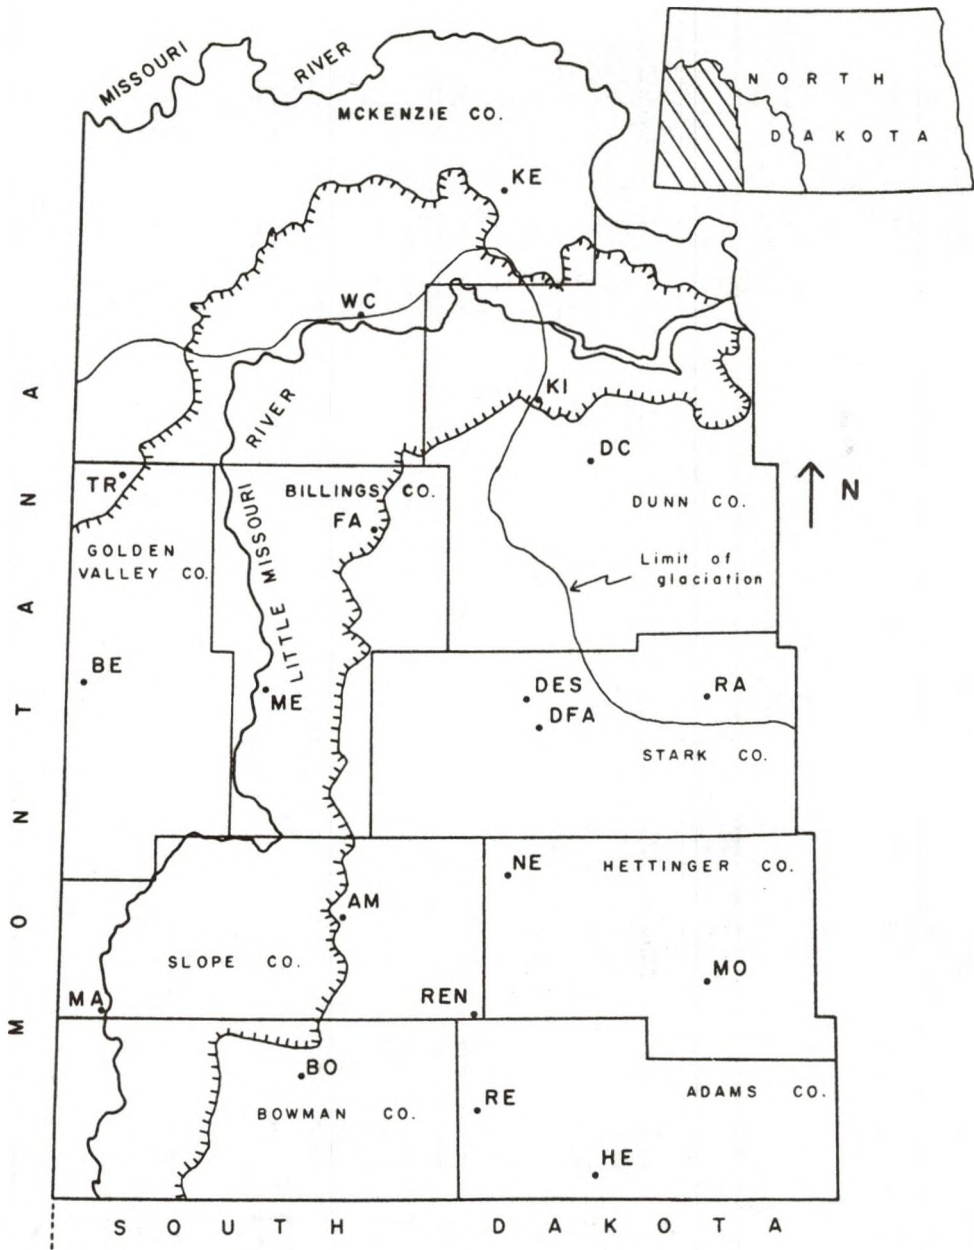 MISSOURI RIVER
NORTH
DAKOTA
MCKENZIE CO.
KE
WC
RIVER
KI
DC
TR
BILLINGS CO.
FA
DUNN CO.
N
GOLDEN
VALLEY CO.
LITTLE MISSOURI
Limit of
glaciation
BE
ME
DES
DFA
RA
STARK CO.
MONTANA
NE
HETTINGER CO.
AM
SLOPE CO.
MO
MA
REN
BO
BOWMAN CO.
RE
ADAMS CO.
HE
SOUTH DAKOTA